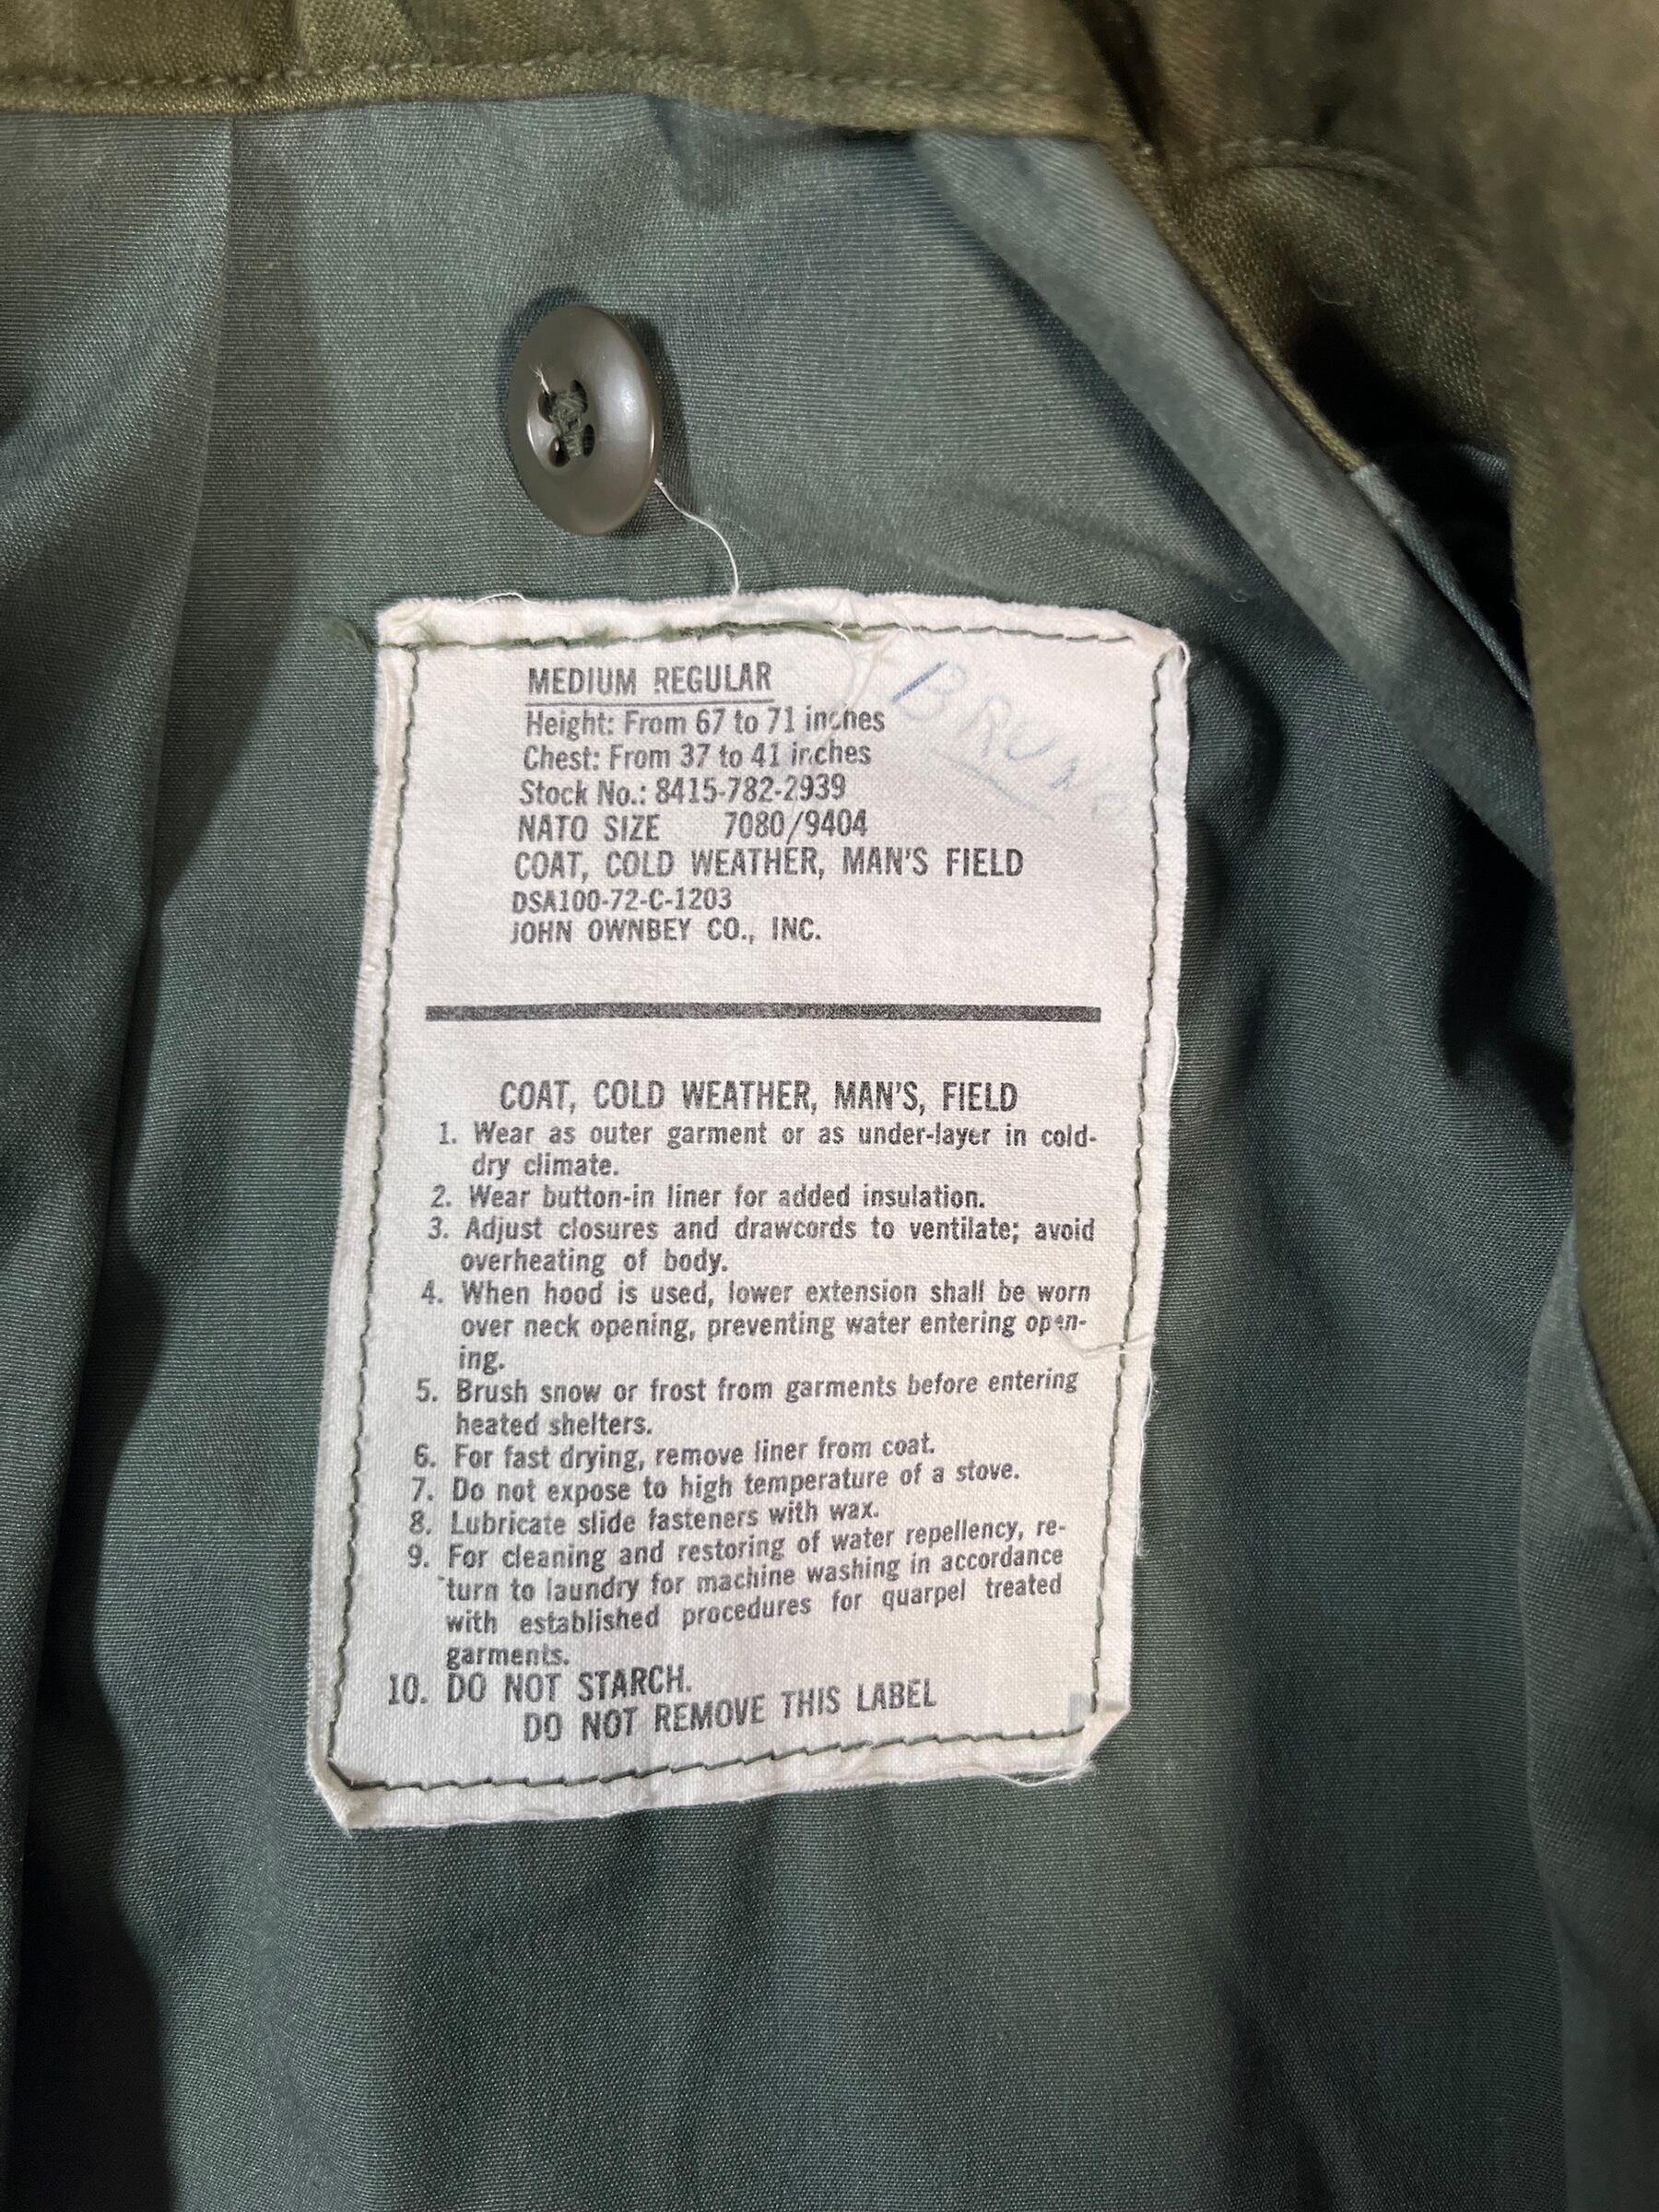 MEDIUM REGULAR
Height: From 67 to 71 inches
Chest: From 37 to 41 inches
Stock No.: 8415-782-2939
NATO SIZE 7080/9404
COAT, COLD WEATHER, MAN'S FIELD
DSA100-72-C-1203
JOHN OWNBEY CO., INC.
COAT, COLD WEATHER, MAN'S, FIELD
1. Wear as outer garment or as under-layer in cold-
dry climate.
2. Wear button-in liner for added insulation.
3. Adjust closures and drawcords to ventilate; avoid
overheating of body.
4. When hood is used, lower extension shall be worn
over neck opening, preventing water entering open-
ing.
5. Brush snow or frost from garments before entering
heated shelters.
6. For fast drying, remove liner from coat.
7. Do not expose to high temperature of a stove.
8. Lubricate slide fasteners with wax.
9. For cleaning and restoring of water repellency, re-
turn to laundry for machine washing in accordance
with established procedures for quarpel treated
garments.
10. DO NOT STARCH.
DO NOT REMOVE THIS LABEL